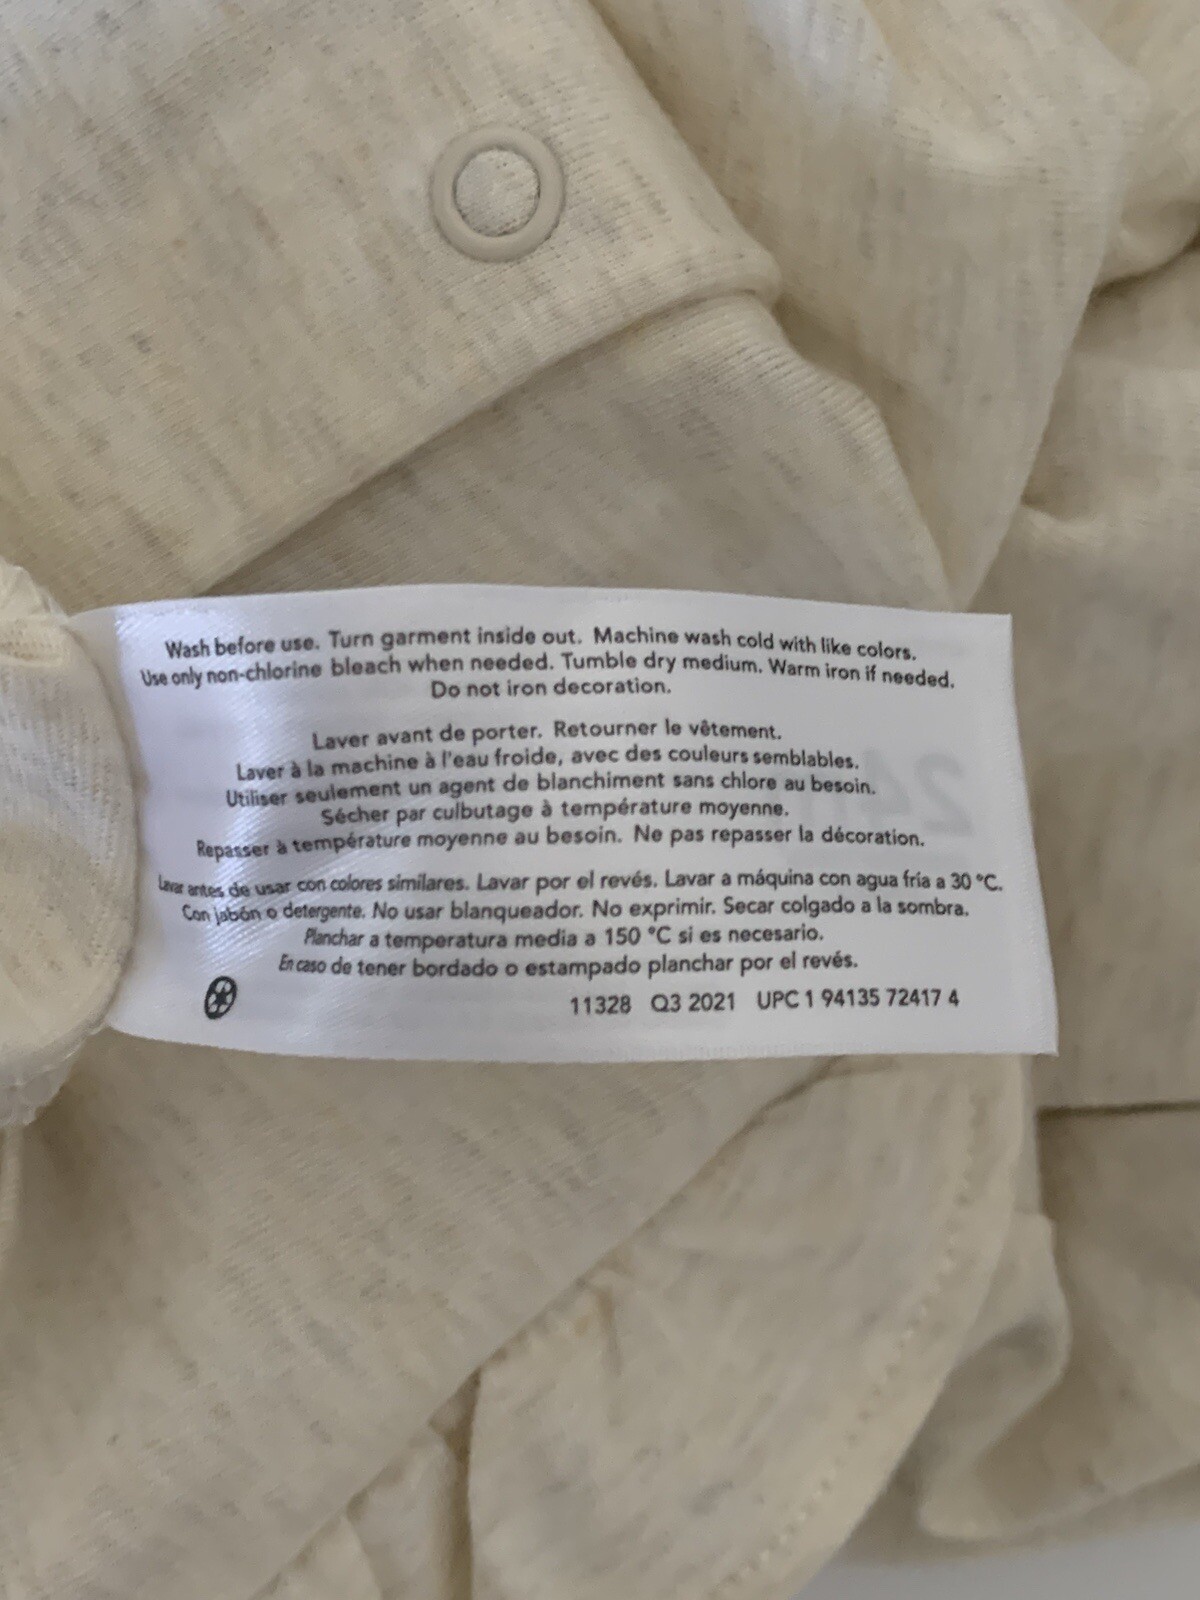 Wash before use. Turn garment inside out. Machine wash cold with like colors.
Use only non-chlorine bleach when needed. Tumble dry medium. Warm iron if needed.
Do not iron decoration.
Laver avant de porter. Retourner le vêtement.
Laver à la machine à l'eau froide, avec des couleurs semblables.
Utiliser seulement un agent de blanchiment sans chlore au besoin.
Sécher par culbutage à température moyenne.
Repasser à température moyenne au besoin. Ne pas repasser la décoration.
Lavar antes de usar con colores similares. Lavar por el revés. Lavar a máquina con agua fría a 30 °C.
Con jabón o detergente. No usar blanqueador. No exprimir. Secar colgado a la sombra.
Planchar a temperatura media a 150 °C si es necesario.
En caso de tener bordado o estampado planchar por el revés.
11328 Q3 2021 UPC 1 94135 72417 4